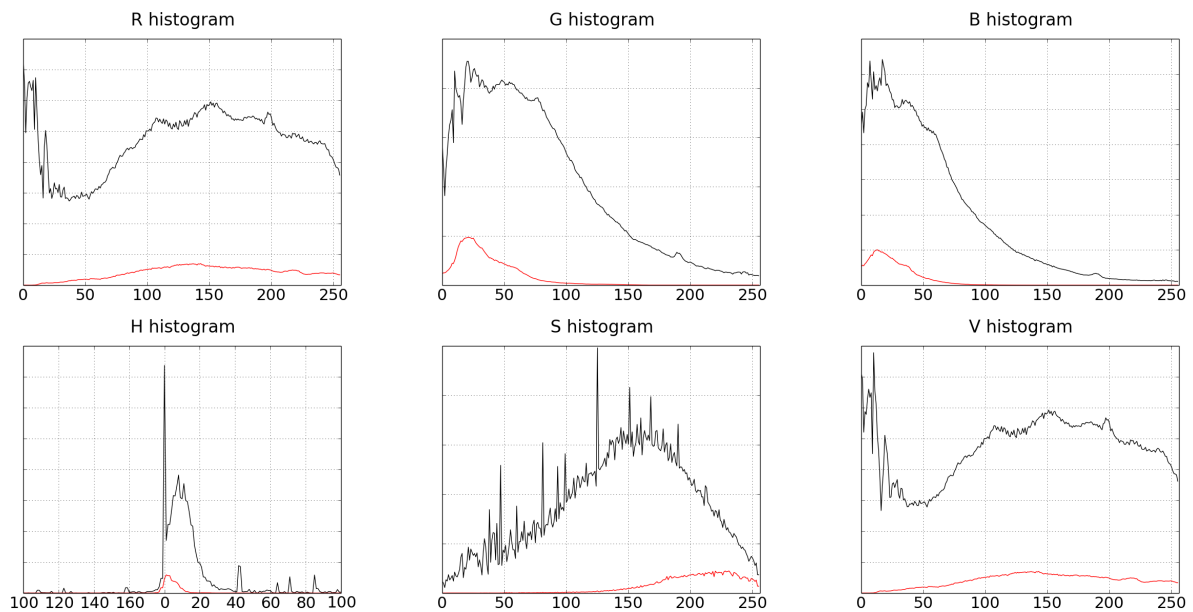 R histogram G histogram B histogram
0 50 100 150 200 250 0 50 100 150 200 250 0 50 100 150 200 250
H histogram S histogram V histogram
100 120 140 160 0 20 40 60 80 100 0 50 100 150 200 250 0 50 100 150 200 250